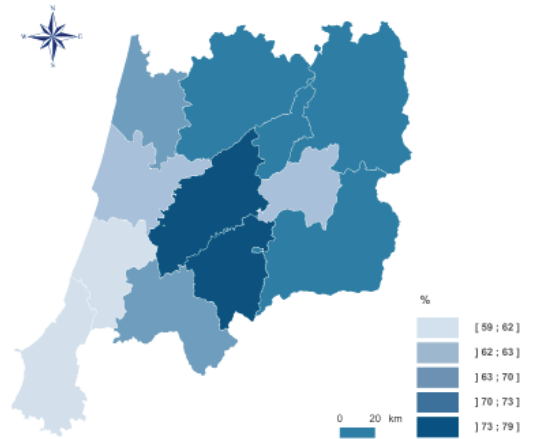 N
W E
S
%
[ 59 ; 62 ]
] 62 ; 63 ]
] 63 ; 70 ]
] 70 ; 73 ]
] 73 ; 79 ]
0 20 km